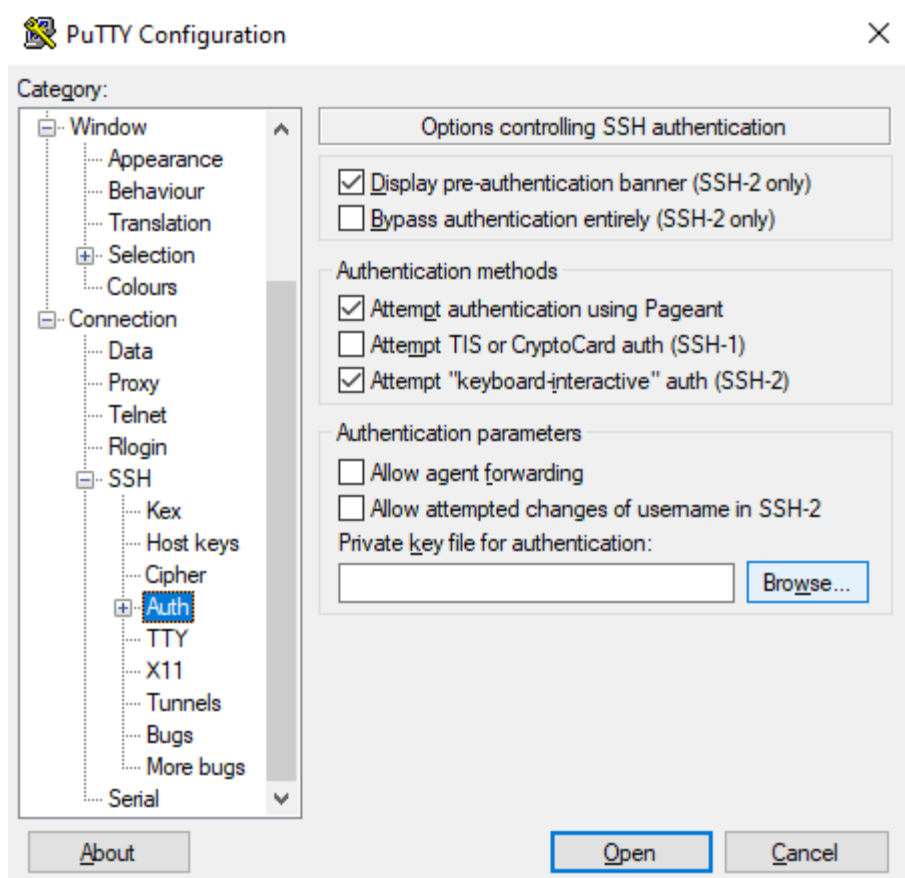 PuTTY Configuration
Category:
Window
Appearance
Behaviour
Translation
Selection
Colours
Connection
Data
Proxy
Telnet
Rlogin
SSH
Kex
Host keys
Cipher
Auth
TTY
X11
Tunnels
Bugs
More bugs
Serial
Options controlling SSH authentication
Display pre-authentication banner (SSH-2 only)
Bypass authentication entirely (SSH-2 only)
Authentication methods
Attempt authentication using Pageant
Attempt TIS or CryptoCard auth (SSH-1)
Attempt "keyboard-interactive" auth (SSH-2)
Authentication parameters
Allow agent forwarding
Allow attempted changes of username in SSH-2
Private key file for authentication:
Browse...
About
Open
Cancel